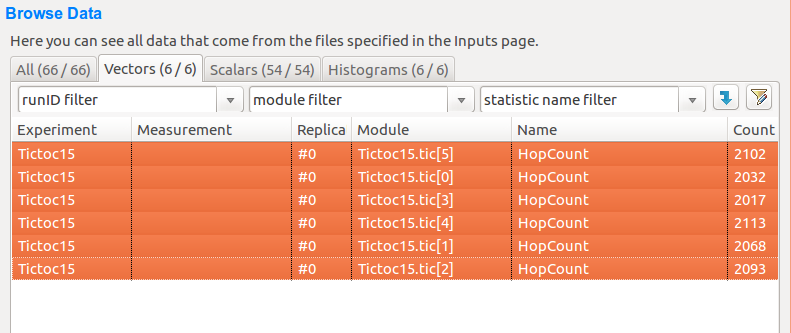 Browse Data
Here you can see all data that come from the files specified in the Inputs page.
All (66 / 66) Vectors (6 / 6) Scalars (54 / 54) Histograms (6 / 6)
runID filter module filter statistic name filter
Experiment Measurement Replica Module Name Count
Tictoc15 #0 Tictoc15.tic[5] HopCount 2102
Tictoc15 #0 Tictoc15.tic[0] HopCount 2032
Tictoc15 #0 Tictoc15.tic[3] HopCount 2017
Tictoc15 #0 Tictoc15.tic[4] HopCount 2113
Tictoc15 #0 Tictoc15.tic[1] HopCount 2068
Tictoc15 #0 Tictoc15.tic[2] HopCount 2093